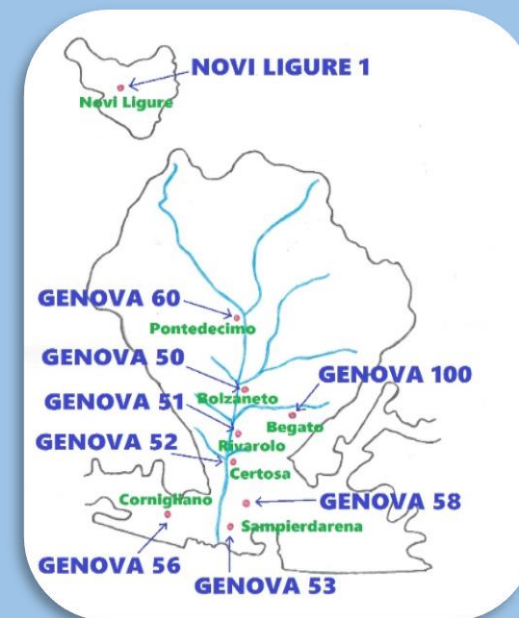 NOVI LIGURE 1
Novi Ligure
GENOVA 60
Pontedecimo
GENOVA 50
GENOVA 100
Bolzaneto
GENOVA 51
Begato
Rivarolo
GENOVA 52
Certosa
Cornigliano
GENOVA 58
Sampierdarena
GENOVA 56
GENOVA 53